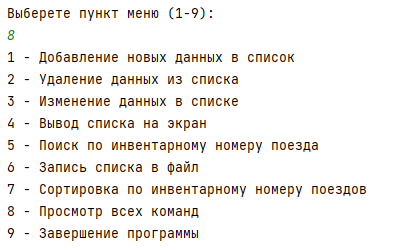 Выберете пункт меню (1-9):
8
1 - Добавление новых данных в список
2 - Удаление данных из списка
3 - Изменение данных в списке
4 - Вывод списка на экран
5 - Поиск по инвентарному номеру поезда
6 - Запись списка в файл
7 - Сортировка по инвентарному номеру поездов
8 - Просмотр всех команд
9 - Завершение программы